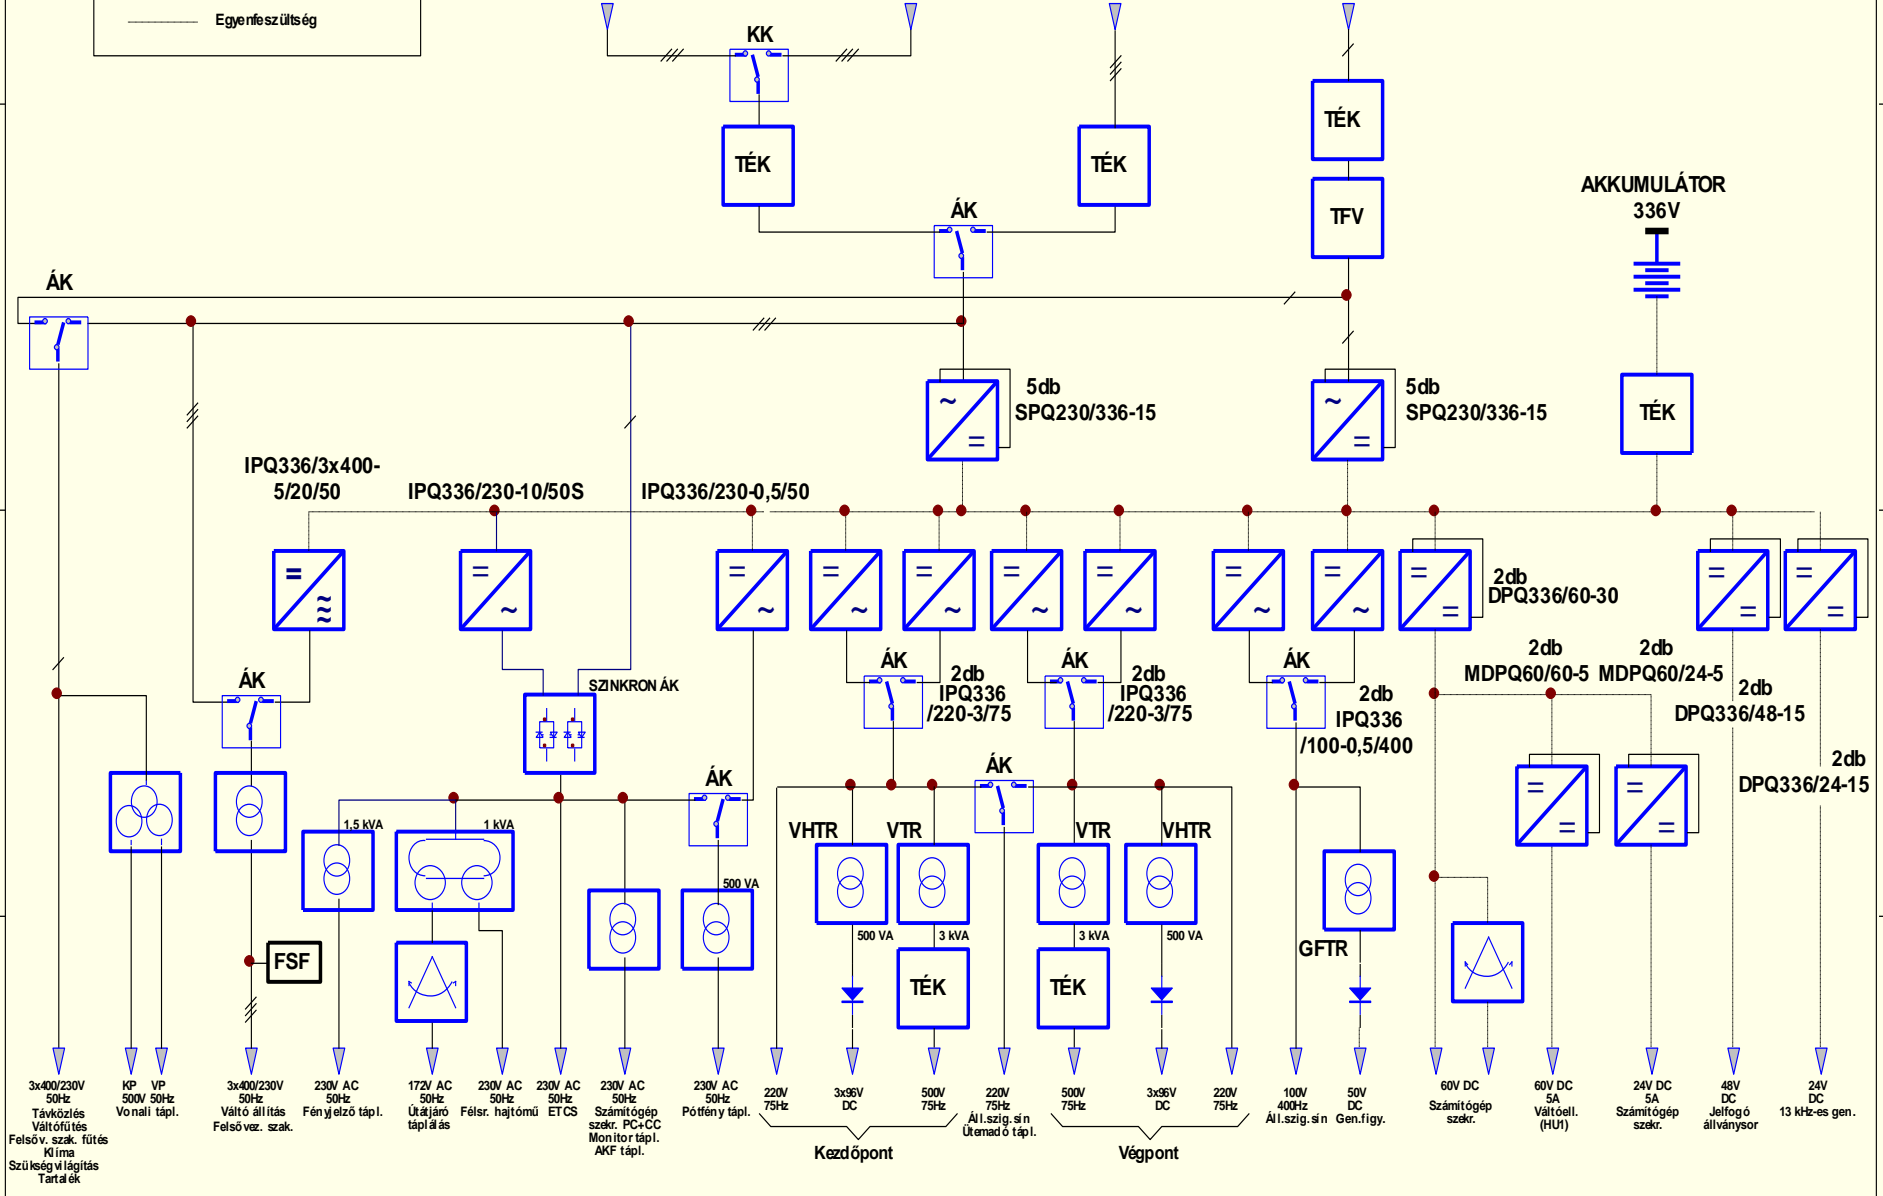 Egyenfeszültség
KK
TÉK
TÉK
TÉK
TFV
AKKUMULÁTOR
336V
ÁK
ÁK
5db
SPQ230/336-15
5db
SPQ230/336-15
TÉK
IPQ336/3x400-
5/20/50
IPQ336/230-10/50S
IPQ336/230-0,5/50
2db
DPQ336/60-30
ÁK
SZINKRON ÁK
ÁK
2db
IPQ336
/220-3/75
ÁK
2db
IPQ336
/220-3/75
ÁK
2db
IPQ336
/100-0,5/400
2db
MDPQ60/60-5
2db
MDPQ60/24-5
2db
DPQ336/48-15
2db
DPQ336/24-15
ÁK
ÁK
1,5 kVA
1 kVA
500 VA
VHTR
VTR
VTR
VHTR
500 VA
3 kVA
3 kVA
500 VA
GFTR
FSF
TÉK
TÉK
3x400/230V
50Hz
Távközlés
Váltófűtés
Felsőv. szak. fűtés
Klíma
Szükségvilágítás
Tartalék
KP VP
500V 50Hz
Vonali tápl.
3x400/230V
50Hz
Váltó állítás
Felsővez. szak.
230V AC
50Hz
Fényjelző tápl.
172V AC
50Hz
Útátjáró
táplálás
230V AC
50Hz
Félsr. hajtómű
230V AC
50Hz
ETCS
230V AC
50Hz
Számítógép
szekr. PC+CC
Monitor tápl.
AKF tápl.
230V AC
50Hz
Pótfény tápl.
220V
75Hz
3x96V
DC
500V
75Hz
Kezdőpont
220V
75Hz
Áll.szig.sín
Ütemadó tápl.
500V
75Hz
3x96V
DC
220V
75Hz
Végpont
100V
400Hz
Áll.szig.sín
50V
DC
Gen.figy.
60V DC
Számítógép
szekr.
60V DC
5A
Váltóell.
(HU1)
24V DC
5A
Számítógép
szekr.
48V
DC
Jelfogó
állványsor
24V
DC
13 kHz-es gen.